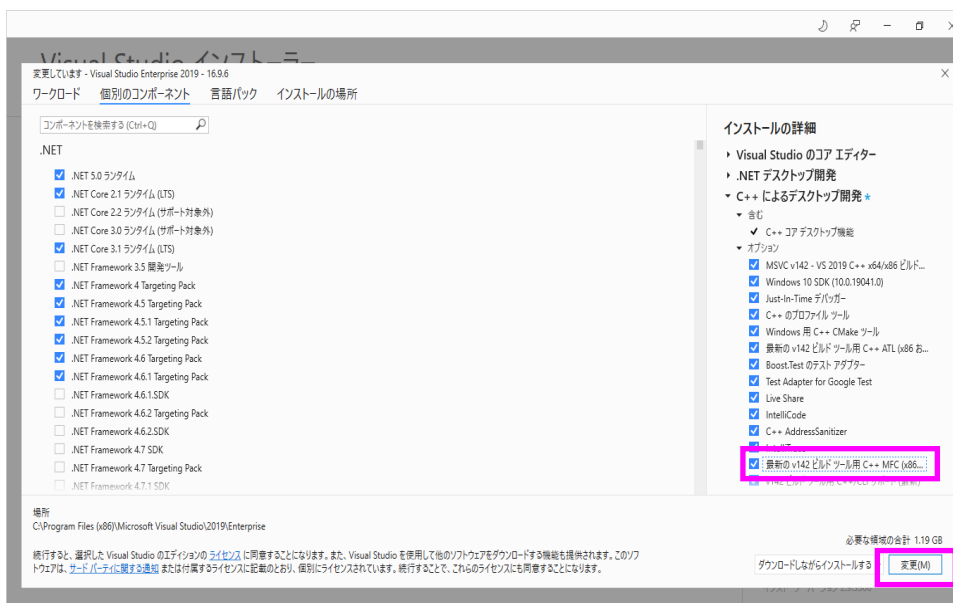 Visual Studio インストーラー
変更しています - Visual Studio Enterprise 2019 - 16.9.6
ワークロード 個別のコンポーネント 言語パック インストールの場所
コンポーネントを検索する (Ctrl+Q)
.NET
.NET 5.0 ランタイム
.NET Core 2.1 ランタイム (LTS)
.NET Core 2.2 ランタイム (サポート対象外)
.NET Core 3.0 ランタイム (サポート対象外)
.NET Core 3.1 ランタイム (LTS)
.NET Framework 3.5 開発ツール
.NET Framework 4 Targeting Pack
.NET Framework 4.5 Targeting Pack
.NET Framework 4.5.1 Targeting Pack
.NET Framework 4.5.2 Targeting Pack
.NET Framework 4.6 Targeting Pack
.NET Framework 4.6.1 Targeting Pack
.NET Framework 4.6.1.SDK
.NET Framework 4.6.2 Targeting Pack
.NET Framework 4.6.2.SDK
.NET Framework 4.7 SDK
.NET Framework 4.7 Targeting Pack
.NET Framework 4.7.1 SDK
インストールの詳細
Visual Studio のコア エディター
.NET デスクトップ開発
C++ によるデスクトップ開発 *
含む
C++ コア デスクトップ機能
オプション
MSVC v142 - VS 2019 C++ x64/x86 ビルド...
Windows 10 SDK (10.0.19041.0)
Just-In-Time デバッガー
C++ のプロファイル ツール
Windows 用 C++ CMake ツール
最新の v142 ビルド ツール用 C++ ATL (x86 お...
Boost.Test のテスト アダプター
Test Adapter for Google Test
Live Share
IntelliCode
C++ AddressSanitizer
IntelliTrace
最新の v142 ビルド ツール用 C++ MFC (x86...
v142 ビルド ツール用 C++/CLI サポート (最新)
場所
C:\Program Files (x86)\Microsoft Visual Studio\2019\Enterprise
続行すると、選択した Visual Studio のエディションの ライセンス に同意することになります。また、Visual Studio を使用して他のソフトウェアをダウンロードする機能も提供されます。このソフ
トウェアは、サード パーティに関する通知 または付属するライセンスに記載のとおり、個別にライセンスされています。続行することで、これらのライセンスにも同意することになります。
必要な領域の合計 1.19 GB
ダウンロードしながらインストールする
変更(M)